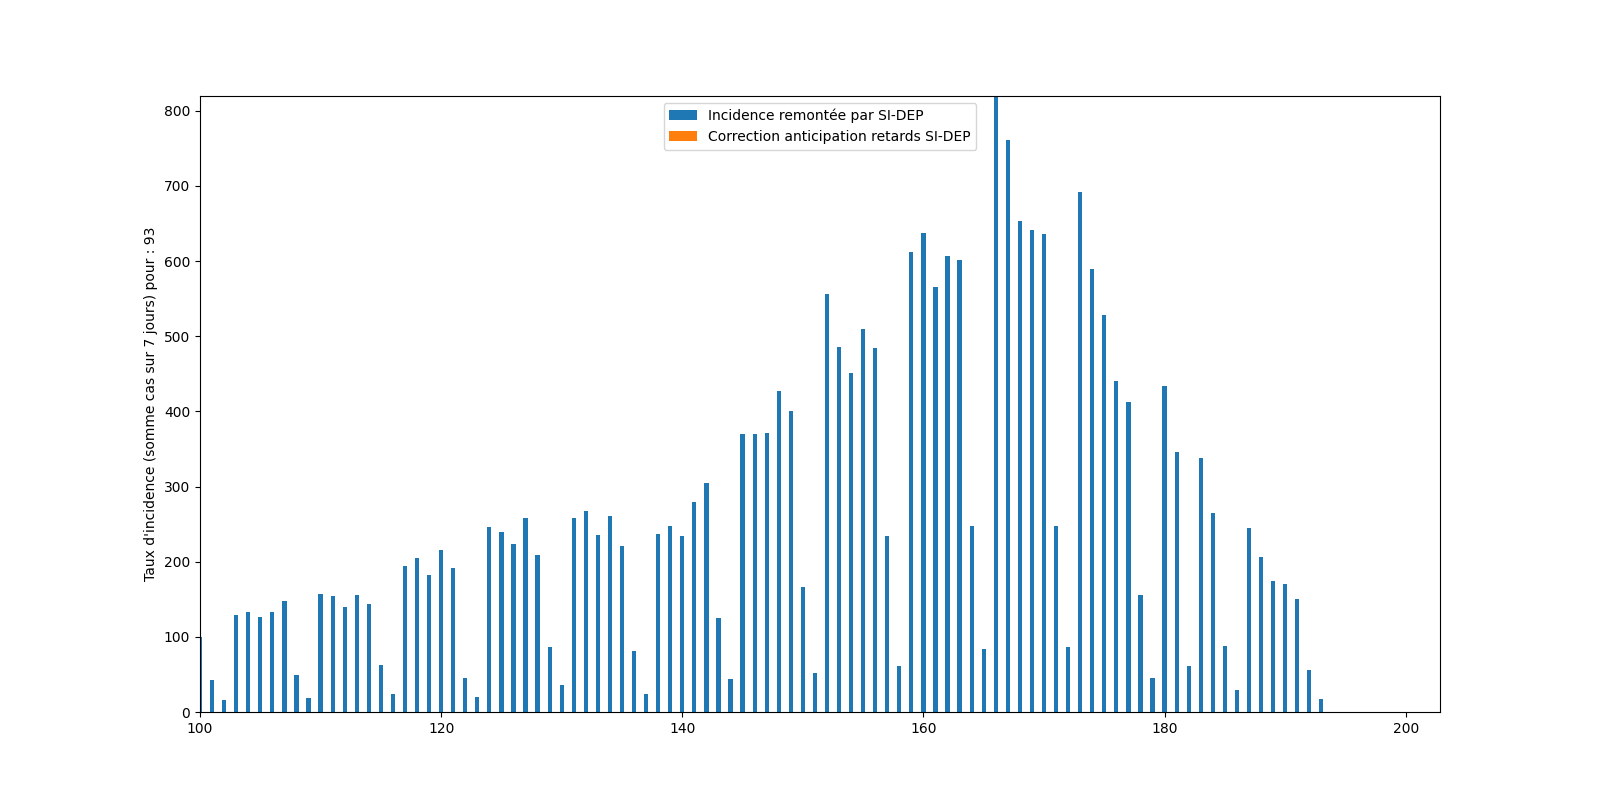 Incidence remontée par SI-DEP
Correction anticipation retards SI-DEP
Taux d'incidence (somme cas sur 7 jours) pour : 93
800
700
600
500
400
300
200
100
0
100 120 140 160 180 200